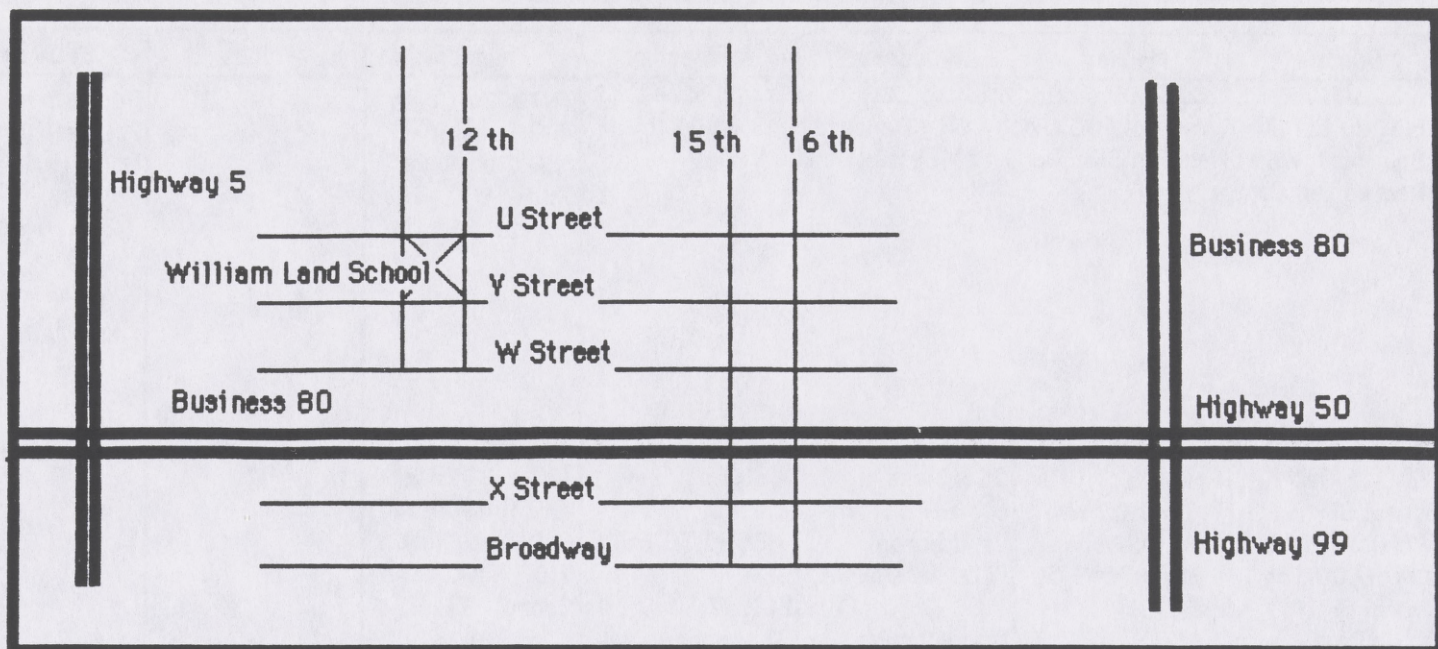 12 th
15 th
16 th
Highway 5
U Street
William Land School
Business 80
V Street
W Street
Business 80
Highway 50
X Street
Broadway
Highway 99